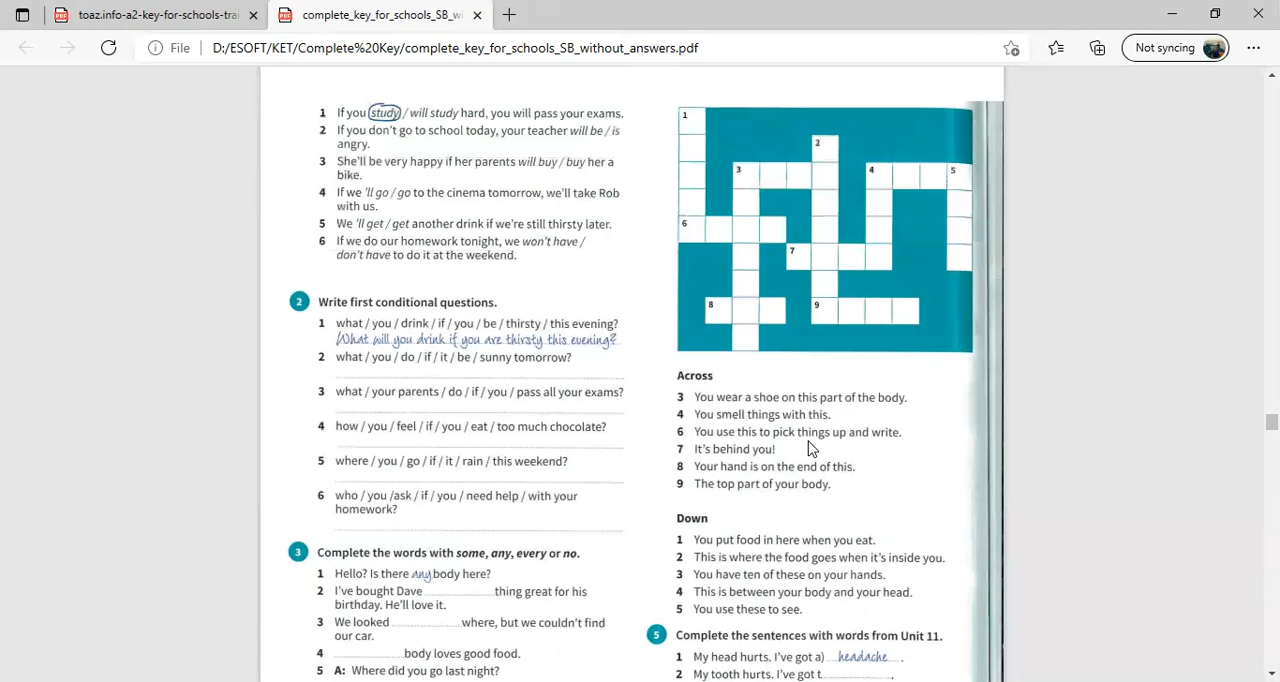 toaz.info-a2-key-for-schools-tra
complete_key_for_schools_SB_w
File D:/ESOFT/KET/Complete%20Key/complete_key_for_schools_SB_without_answers.pdf
Not syncing
1 If you study / will study hard, you will pass your exams.
2 If you don't go to school today, your teacher will be / is
angry.
3 She'll be very happy if her parents will buy / buy her a
bike.
4 If we 'll go / go to the cinema tomorrow, we'll take Rob
with us.
5 We 'll get / get another drink if we're still thirsty later.
6 If we do our homework tonight, we won't have /
don't have to do it at the weekend.
2 Write first conditional questions.
1 what / you / drink / if / you / be / thirsty / this evening?
What will you drink if you are thirsty this evening?
2 what / you / do / if / it / be / sunny tomorrow?
3 what / your parents / do / if / you / pass all your exams?
4 how / you / feel / if / you / eat / too much chocolate?
5 where / you / go / if / it / rain / this weekend?
6 who / you /ask / if / you / need help / with your
homework?
3 Complete the words with some, any, every or no.
1 Hello? Is there any body here?
2 I've bought Dave thing great for his
birthday. He'll love it.
3 We looked where, but we couldn't find
our car.
4 body loves good food.
5 A: Where did you go last night?
1
2
3
4
5
6
7
8
9
Across
3 You wear a shoe on this part of the body.
4 You smell things with this.
6 You use this to pick things up and write.
7 It's behind you!
8 Your hand is on the end of this.
9 The top part of your body.
Down
1 You put food in here when you eat.
2 This is where the food goes when it's inside you.
3 You have ten of these on your hands.
4 This is between your body and your head.
5 You use these to see.
5 Complete the sentences with words from Unit 11.
1 My head hurts. I've got a) headache .
2 My tooth hurts. I've got t .